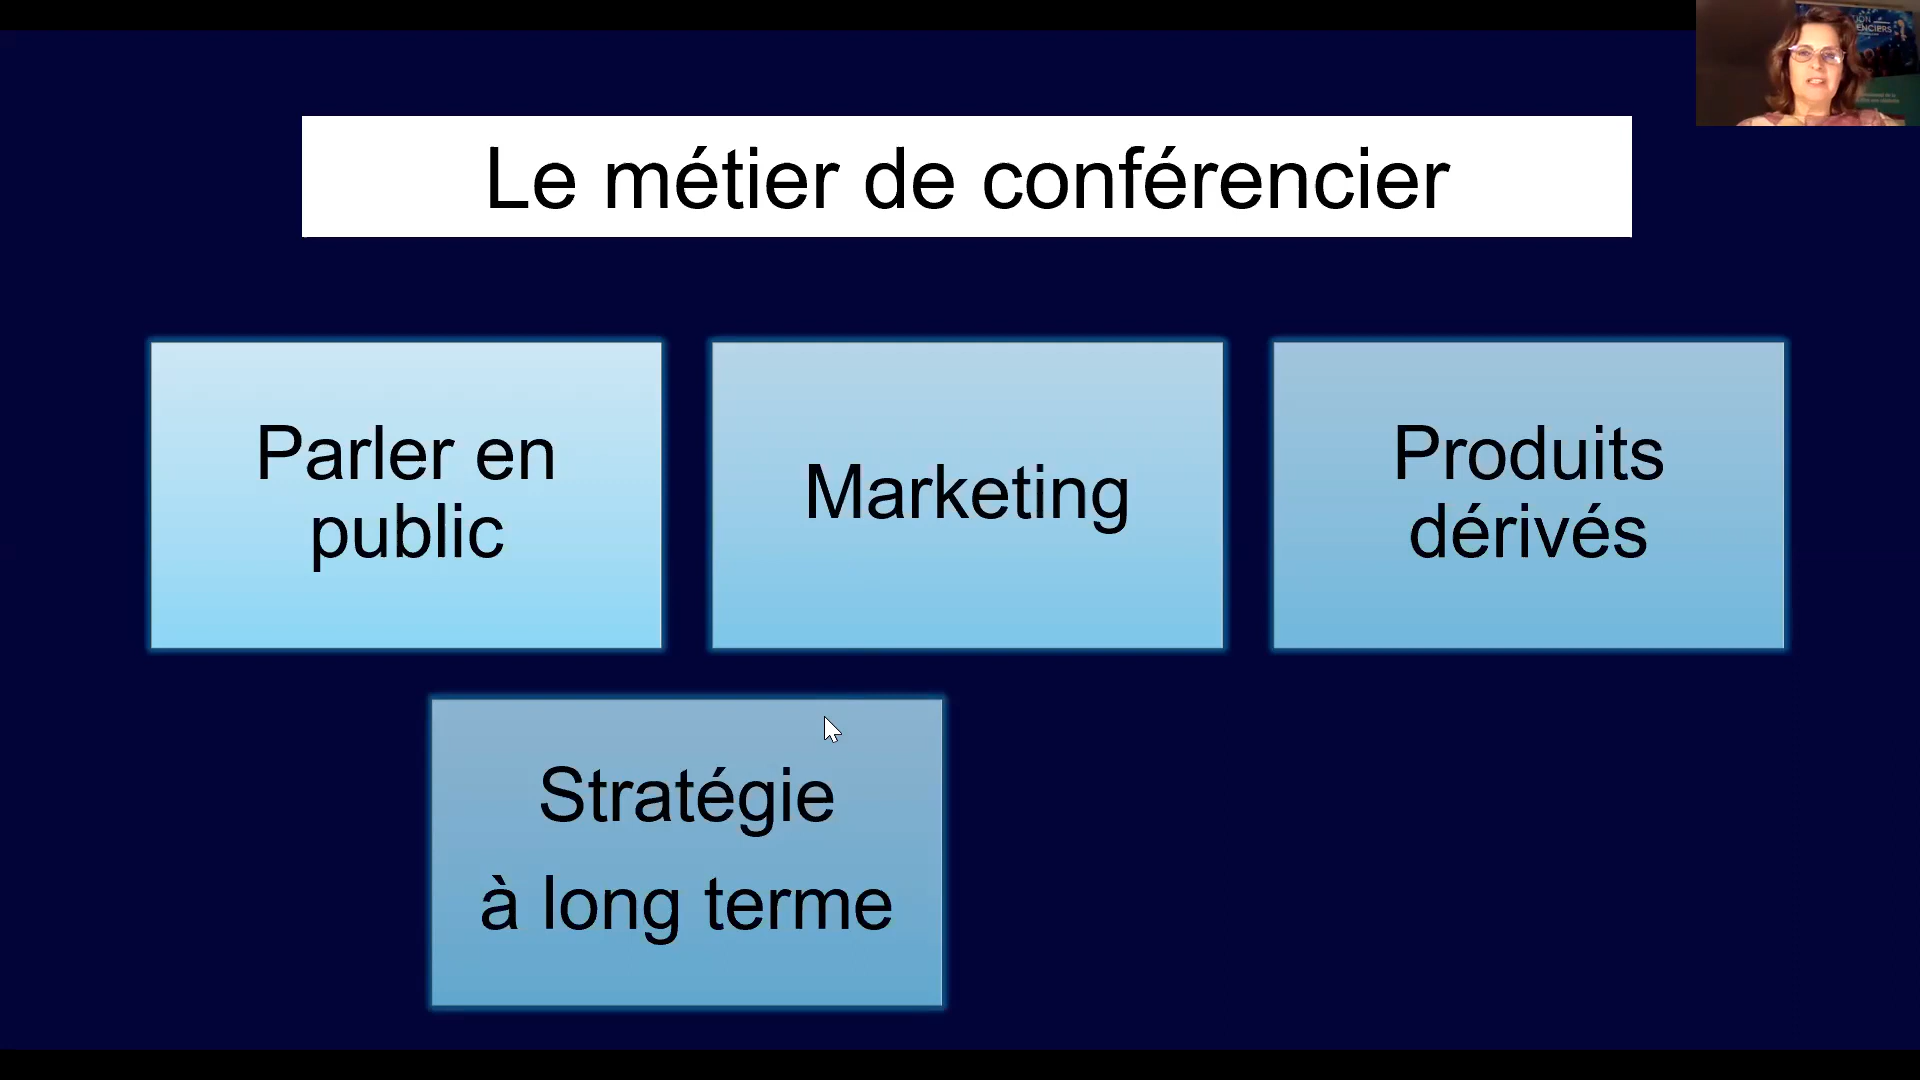 Le métier de conférencier
Parler en
public
Marketing
Produits
dérivés
Stratégie
à long terme